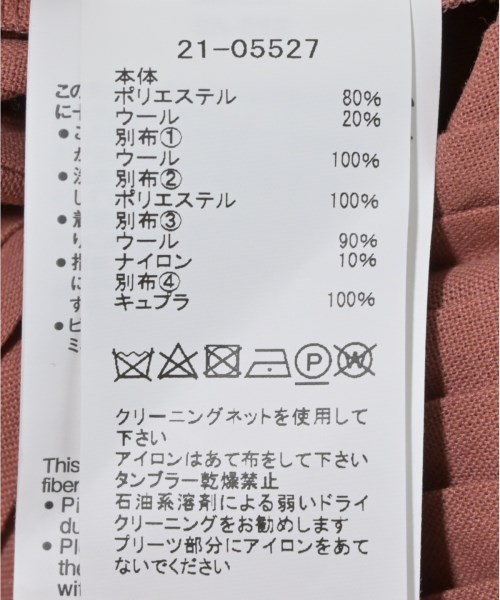 21-05527
本体
ポリエステル 80%
ウール 20%
別布①
ウール 100%
別布②
ポリエステル 100%
別布③
ウール 90%
ナイロン 10%
別布④
キュプラ 100%
P W
クリーニングネットを使用して
下さい
アイロンはあて布をして下さい
タンブラー乾燥禁止
石油系溶剤による弱いドライ
クリーニングをお勧めします
プリーツ部分にアイロンをあて
ないでください
この
This
fiber
● Pl
● Ple
the
wit